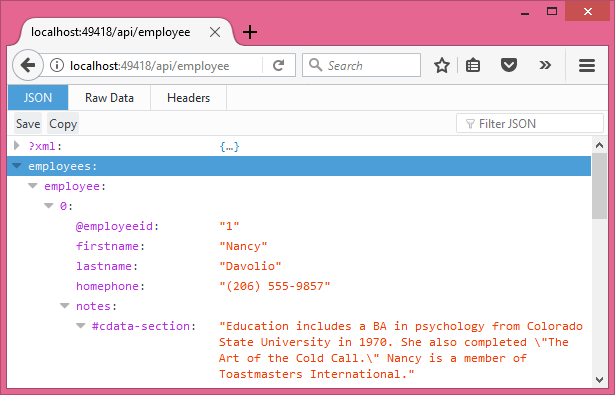 localhost:49418/api/employee
localhost:49418/api/employee
Search
JSON Raw Data Headers
Save Copy Filter JSON
?xml: {…}
employees:
employee:
0:
@employeeid: "1"
firstname: "Nancy"
lastname: "Davolio"
homephone: "(206) 555-9857"
notes:
#cdata-section: "Education includes a BA in psychology from Colorado
State University in 1970. She also completed \"The
Art of the Cold Call.\" Nancy is a member of
Toastmasters International."